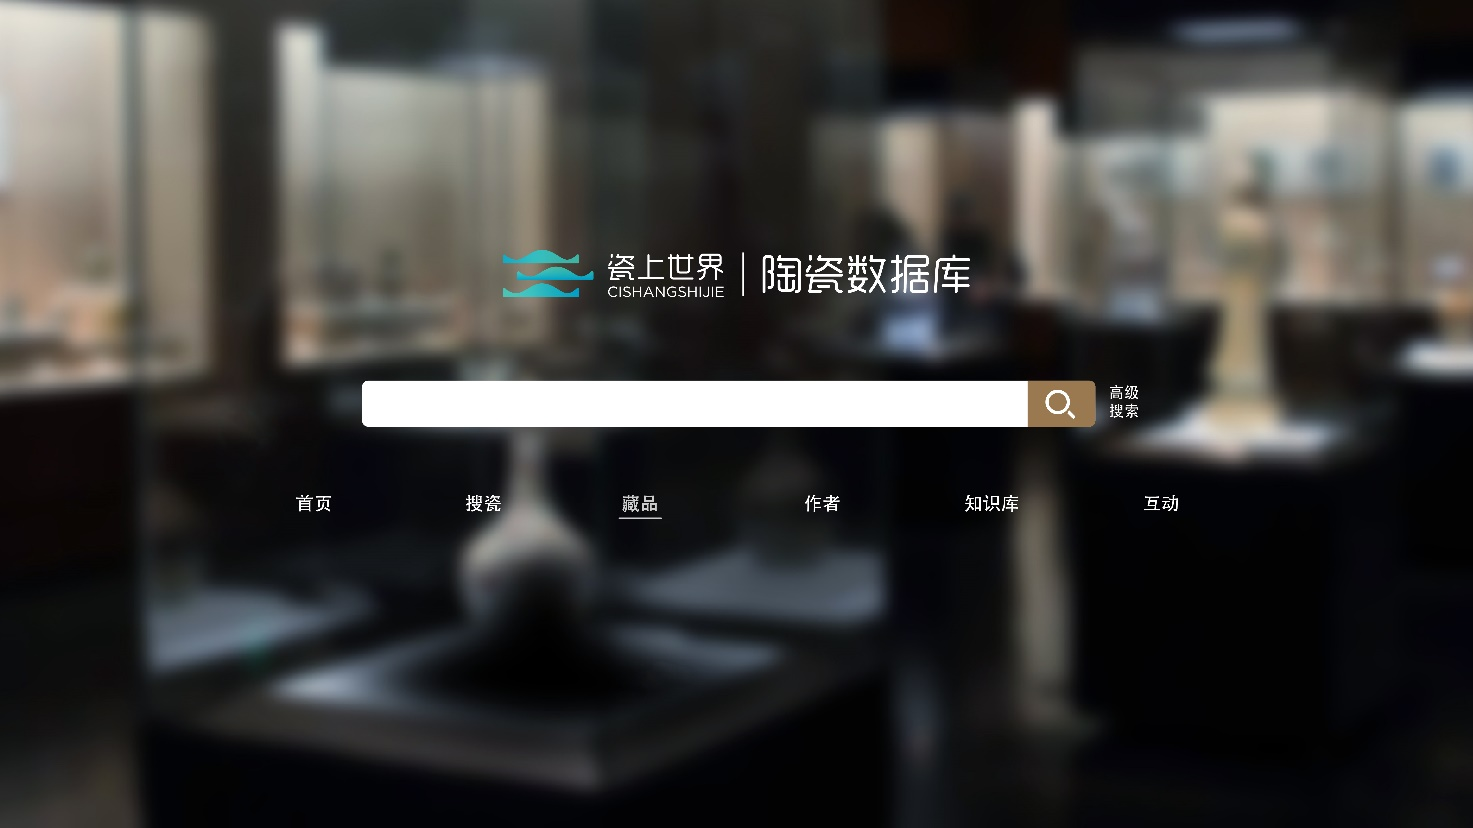 瓷上世界
CISHANGSHIJIE
陶瓷数据库
高级
搜索
首页 搜瓷 藏品 作者 知识库 互动